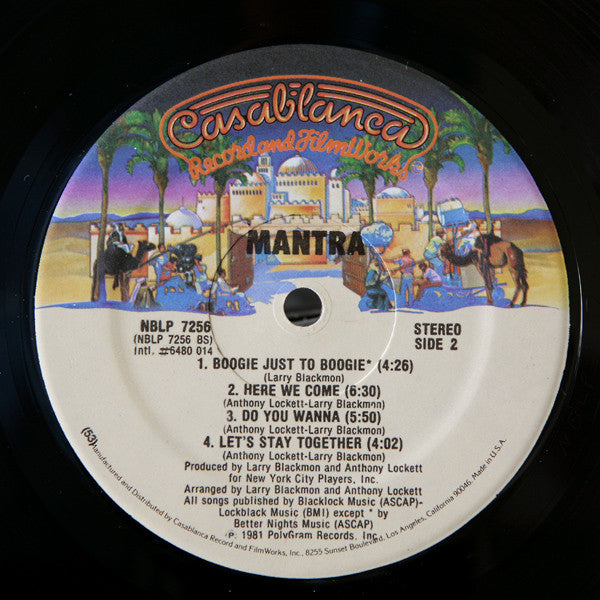 Casablanca
Record and FilmWorks
MANTRA
NBLP 7256
(NBLP 7256 BS)
Intl. #6480 014
STEREO
SIDE 2
1. BOOGIE JUST TO BOOGIE* (4:26)
(Larry Blackmon)
2. HERE WE COME (6:30)
(Anthony Lockett-Larry Blackmon)
3. DO YOU WANNA (5:50)
(Anthony Lockett-Larry Blackmon)
4. LET'S STAY TOGETHER (4:02)
(Anthony Lockett-Larry Blackmon)
Produced by Larry Blackmon and Anthony Lockett
for New York City Players, Inc.
Arranged by Larry Blackmon and Anthony Lockett
All songs published by Blacklock Music (ASCAP)-
Lockblack Music (BMI) except * by
Better Nights Music (ASCAP)
℗ 1981 PolyGram Records, Inc.
(53)
Manufactured and Distributed by Casablanca Record and FilmWorks, Inc., 8255 Sunset Boulevard, Los Angeles, California 90046. Made in U.S.A.